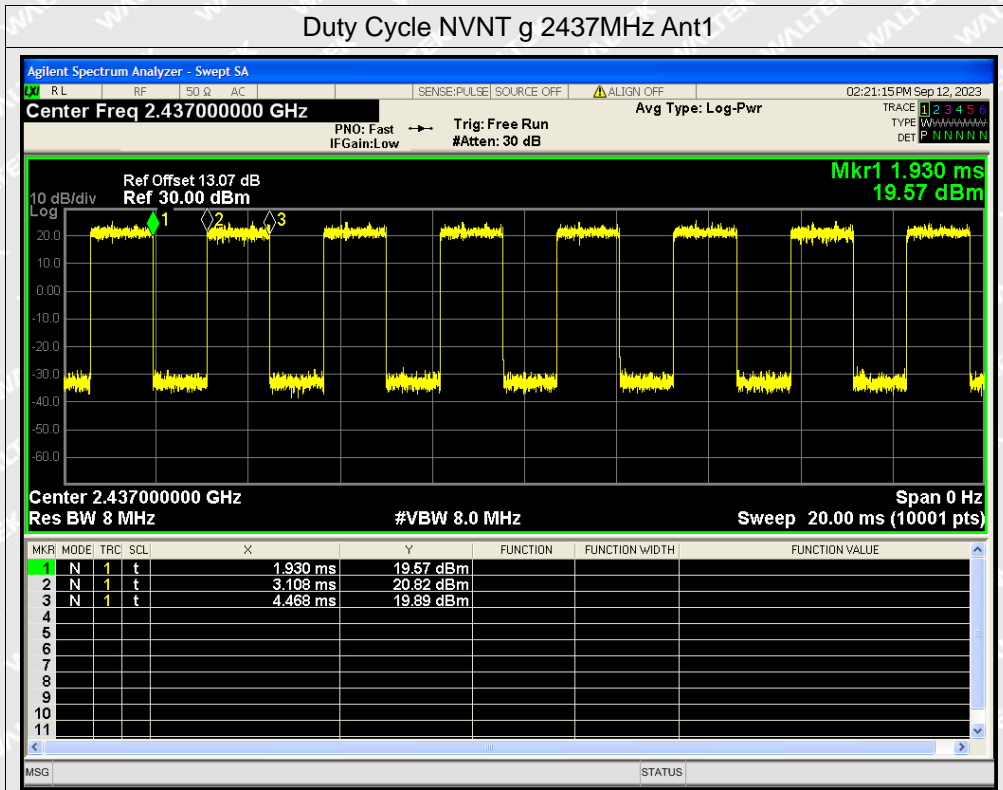 Duty Cycle NVNT g 2437MHz Ant1
Agilent Spectrum Analyzer - Swept SA
LXI RL RF 50 Ω AC SENSE:PULSE SOURCE OFF ALIGN OFF 02:21:15 PM Sep 12, 2023
Center Freq 2.437000000 GHz Avg Type: Log-Pwr TRACE 1 2 3 4 5 6
PNO: Fast Trig: Free Run TYPE WWWWWW
IFGain:Low #Atten: 30 dB DET P N N N N N
Mkr1 1.930 ms
Ref Offset 13.07 dB
10 dB/div Ref 30.00 dBm 19.57 dBm
Log
1 2 3
20.0
10.0
0.00
-10.0
-20.0
-30.0
-40.0
-50.0
-60.0
Center 2.437000000 GHz Span 0 Hz
Res BW 8 MHz #VBW 8.0 MHz Sweep 20.00 ms (10001 pts)
MKR MODE TRC SCL X Y FUNCTION FUNCTION WIDTH FUNCTION VALUE
1 N 1 t 1.930 ms 19.57 dBm
2 N 1 t 3.108 ms 20.82 dBm
3 N 1 t 4.468 ms 19.89 dBm
4
5
6
7
8
9
10
11
MSG STATUS
WALTEK